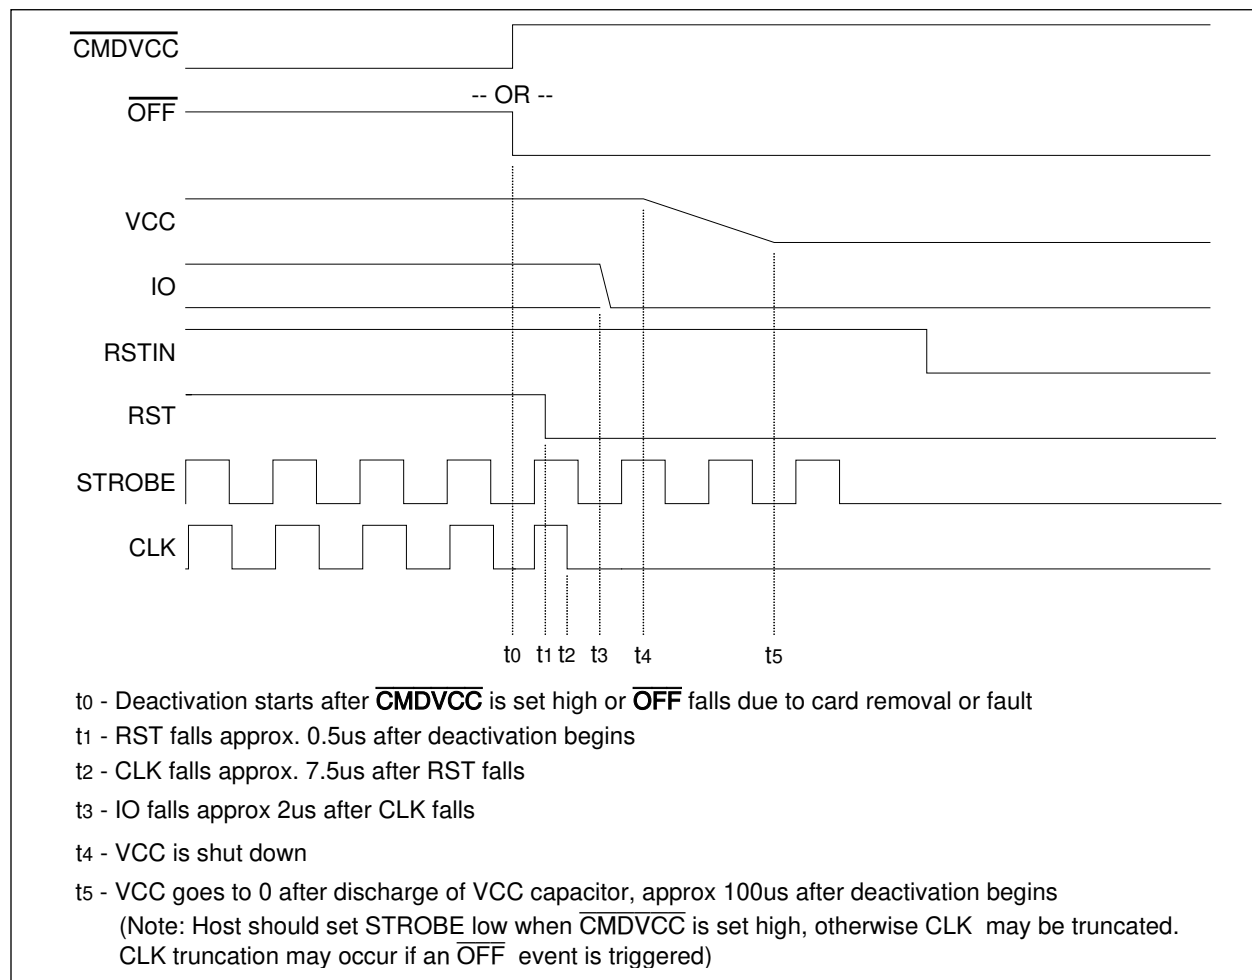 CMDVCC
-- OR --
OFF
VCC
IO
RSTIN
RST
STROBE
CLK
t0 t1 t2 t3 t4 t5
t0 - Deactivation starts after CMDVCC is set high or OFF falls due to card removal or fault
t1 - RST falls approx. 0.5us after deactivation begins
t2 - CLK falls approx. 7.5us after RST falls
t3 - IO falls approx 2us after CLK falls
t4 - VCC is shut down
t5 - VCC goes to 0 after discharge of VCC capacitor, approx 100us after deactivation begins
(Note: Host should set STROBE low when CMDVCC is set high, otherwise CLK may be truncated.
CLK truncation may occur if an OFF event is triggered)